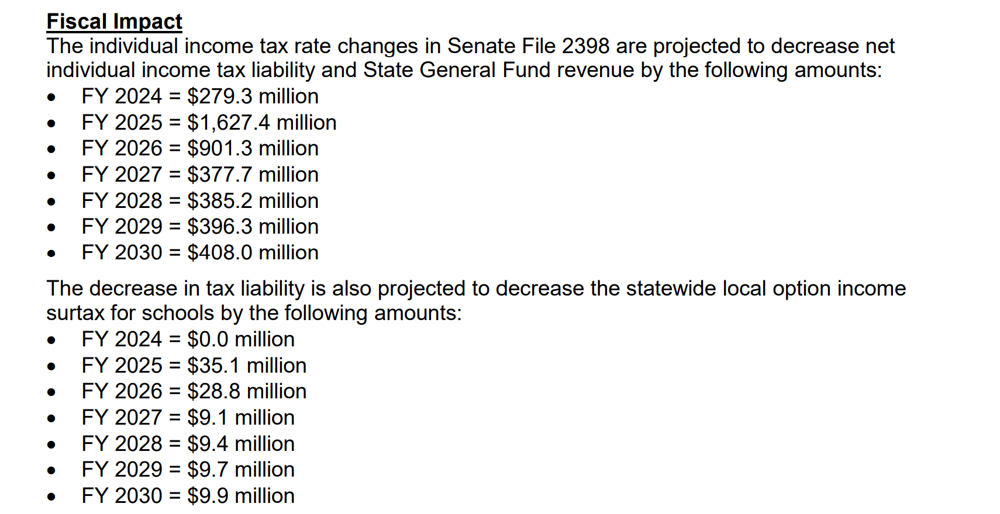 Fiscal Impact
The individual income tax rate changes in Senate File 2398 are projected to decrease net
individual income tax liability and State General Fund revenue by the following amounts:
• FY 2024 = $279.3 million
• FY 2025 = $1,627.4 million
• FY 2026 = $901.3 million
• FY 2027 = $377.7 million
• FY 2028 = $385.2 million
• FY 2029 = $396.3 million
• FY 2030 = $408.0 million
The decrease in tax liability is also projected to decrease the statewide local option income
surtax for schools by the following amounts:
• FY 2024 = $0.0 million
• FY 2025 = $35.1 million
• FY 2026 = $28.8 million
• FY 2027 = $9.1 million
• FY 2028 = $9.4 million
• FY 2029 = $9.7 million
• FY 2030 = $9.9 million